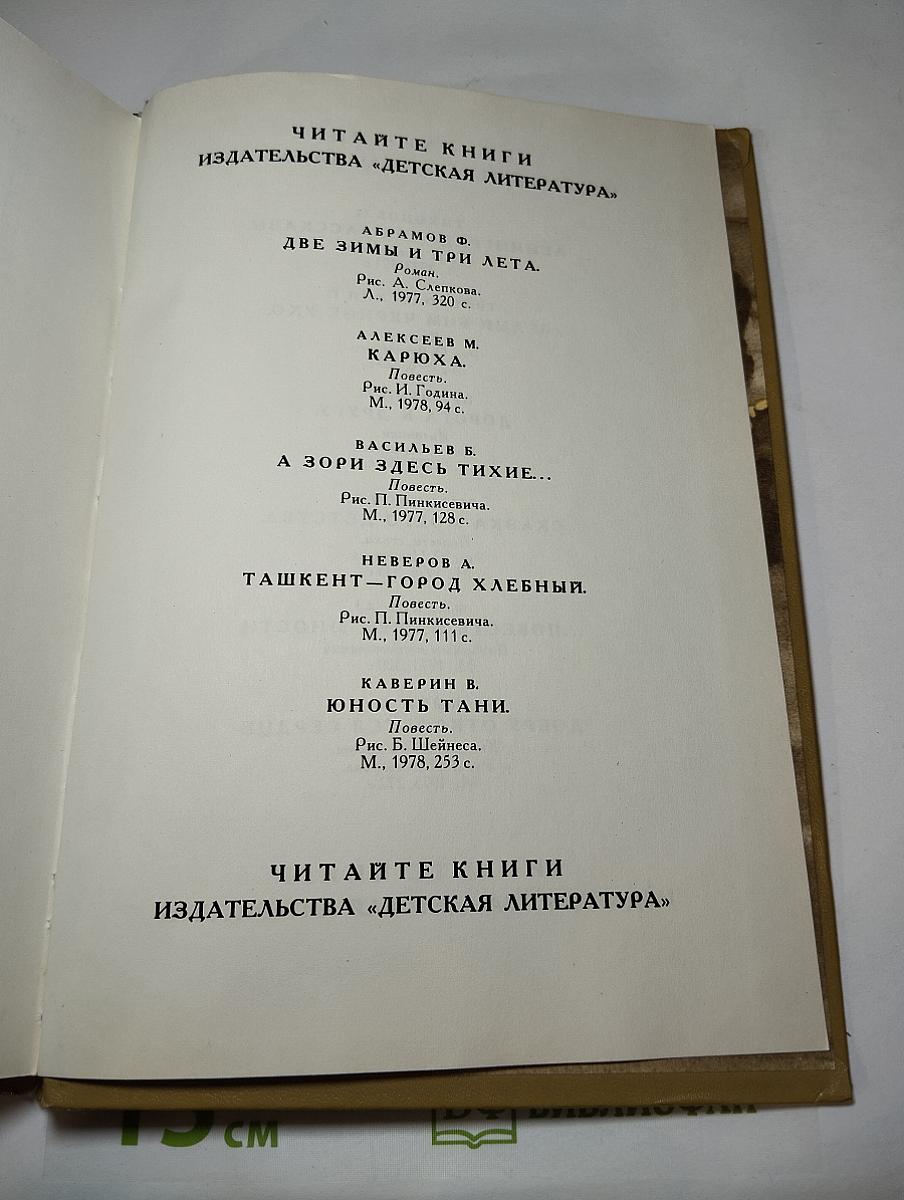 ЧИТАЙТЕ КНИГИ
ИЗДАТЕЛЬСТВА «ДЕТСКАЯ ЛИТЕРАТУРА»
АБРАМОВ Ф.
ДВЕ ЗИМЫ И ТРИ ЛЕТА.
Роман.
Рис. А. Слепкова.
Л., 1977, 320 с.
АЛЕКСЕЕВ М.
КАРЮХА.
Повесть.
Рис. И. Година.
М., 1978, 94 с.
ВАСИЛЬЕВ Б.
А ЗОРИ ЗДЕСЬ ТИХИЕ...
Повесть.
Рис. П. Пинкисевича.
М., 1977, 128 с.
НЕВЕРОВ А.
ТАШКЕНТ—ГОРОД ХЛЕБНЫЙ.
Повесть.
Рис. П. Пинкисевича.
М., 1977, 111 с.
КАВЕРИН В.
ЮНОСТЬ ТАНИ.
Повесть.
Рис. Б. Шейнеса.
М., 1978, 253 с.
ЧИТАЙТЕ КНИГИ
ИЗДАТЕЛЬСТВА «ДЕТСКАЯ ЛИТЕРАТУРА»
15 см